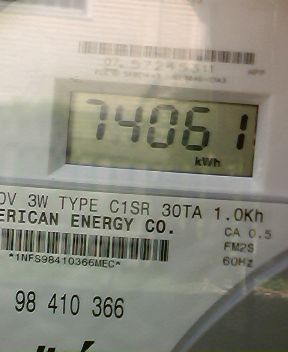 74061
kWh
0V 3W TYPE C1SR 30TA 1.0Kh
ERICAN ENERGY CO.
CA 0.5
FM2S
60Hz
*1NFS98410366MEC*
98 410 366